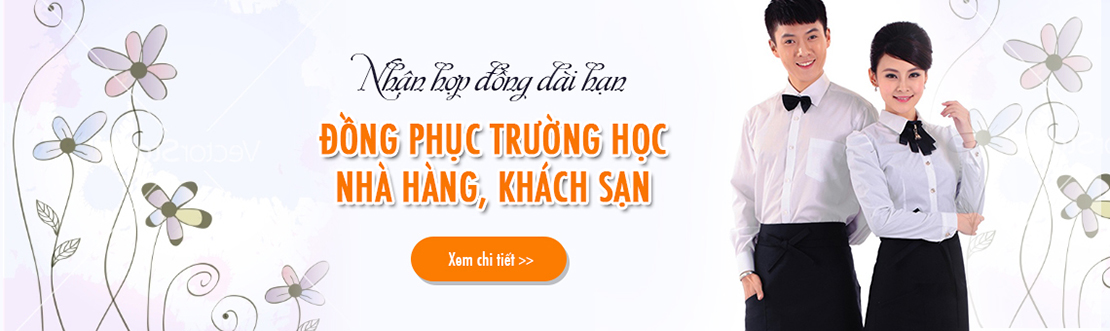 Nhận hợp đồng dài hạn
ĐỒNG PHỤC TRƯỜNG HỌC
NHÀ HÀNG, KHÁCH SẠN
Xem chi tiết >>